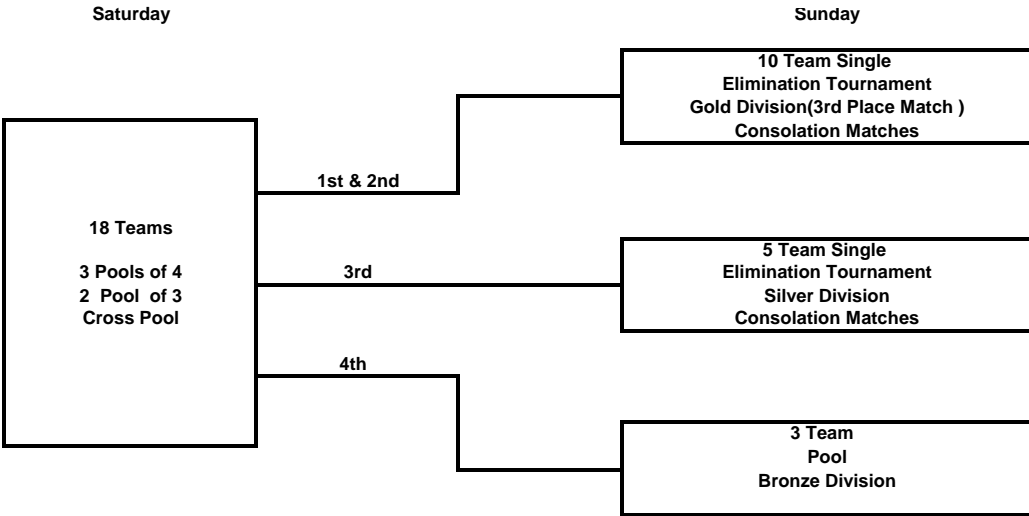 Saturday
Sunday
10 Team Single
Elimination Tournament
Gold Division(3rd Place Match )
Consolation Matches
1st & 2nd
18 Teams
3 Pools of 4
2 Pool of 3
Cross Pool
3rd
5 Team Single
Elimination Tournament
Silver Division
Consolation Matches
4th
3 Team
Pool
Bronze Division